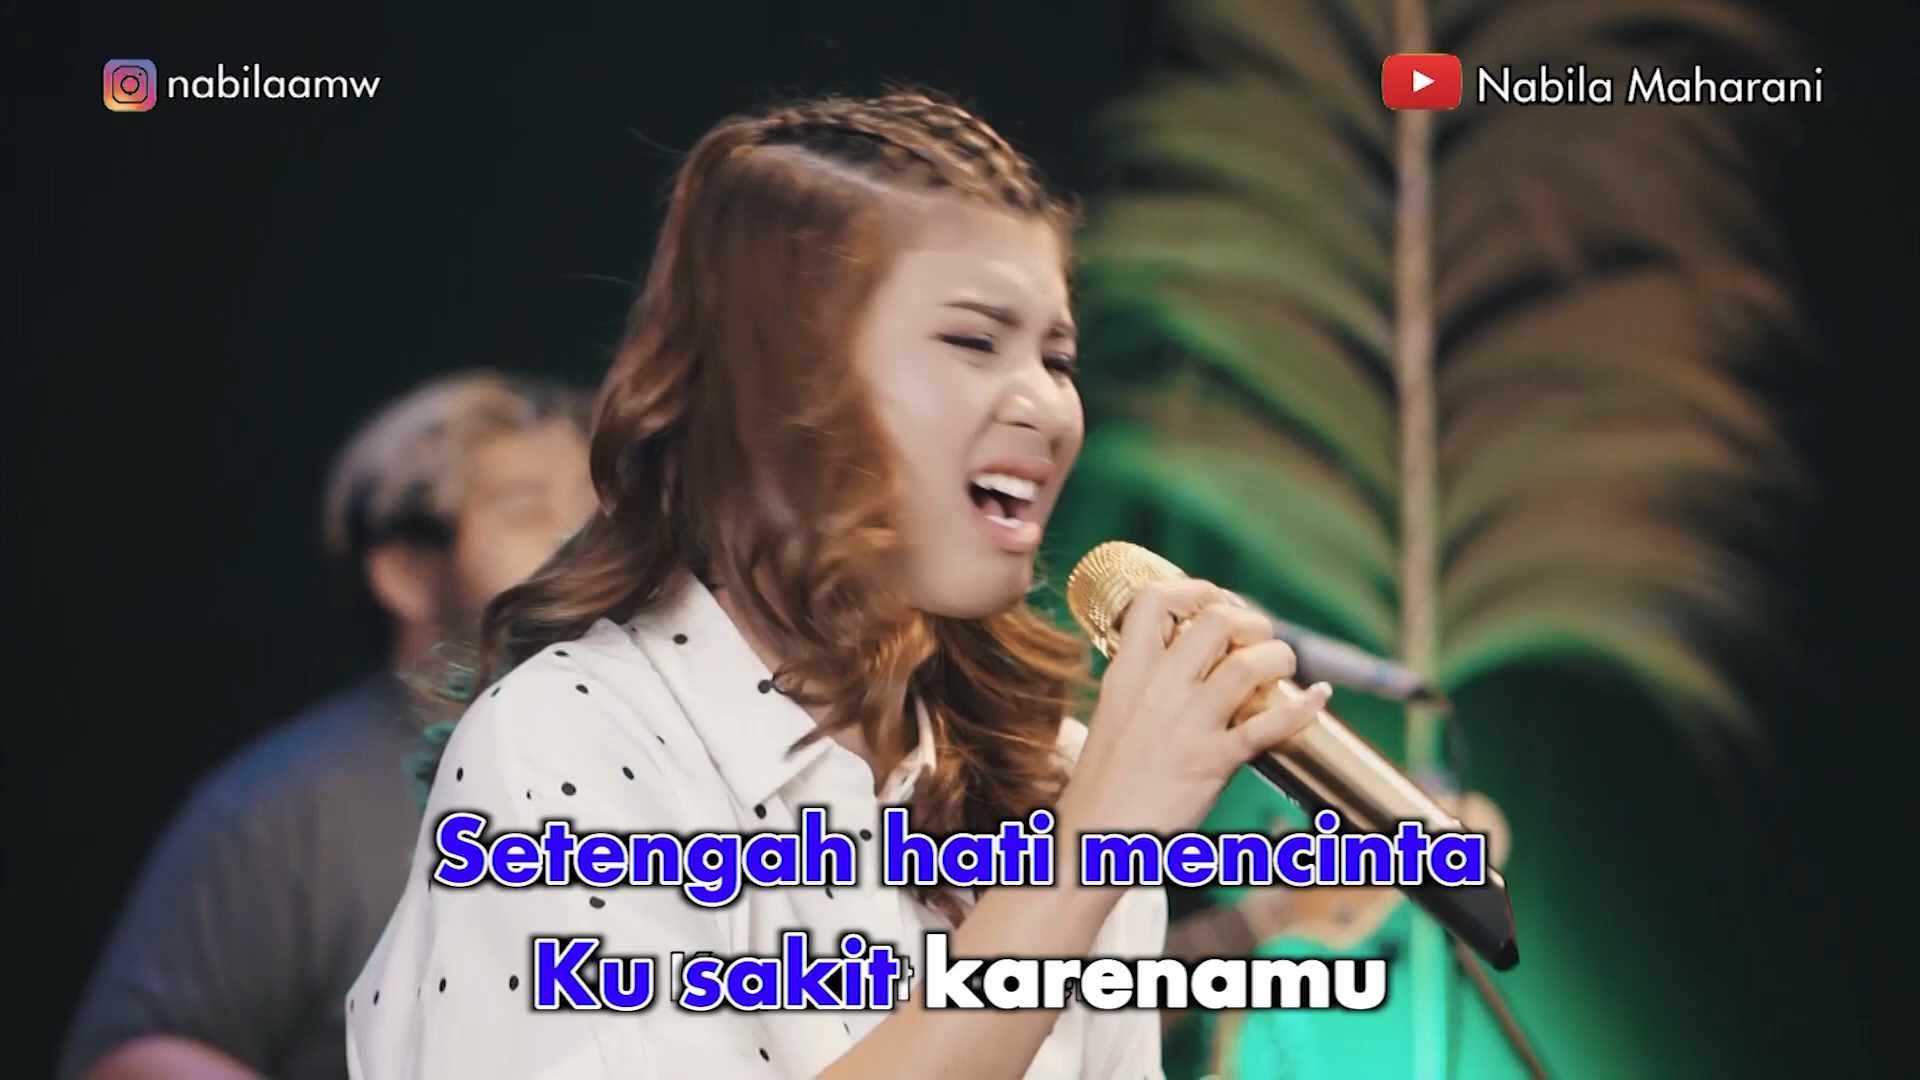 nabilaamw
Nabila Maharani
Setengah hati mencinta
Ku sakit karenamu